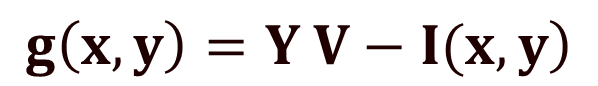 g(x, y) = Y V − I(x, y)